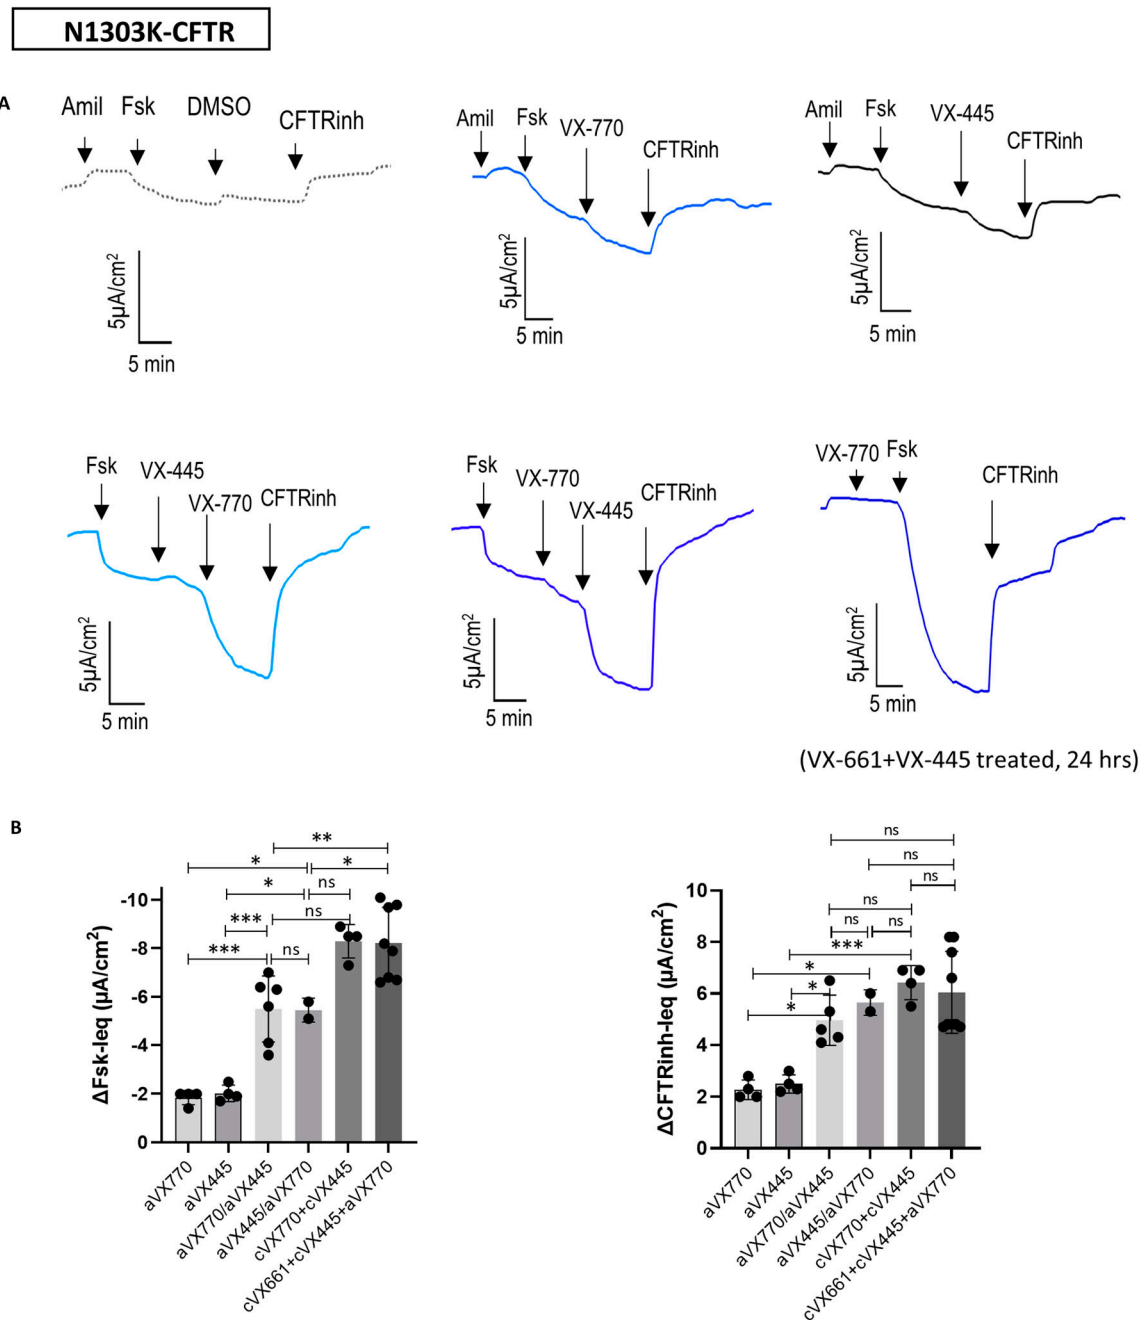 N1303K-CFTR
A
Amil Fsk DMSO CFTRinh
5µA/cm²
5 min
Amil Fsk VX-770 CFTRinh
5µA/cm²
5 min
Amil Fsk VX-445 CFTRinh
5µA/cm²
5 min
Fsk VX-445 VX-770 CFTRinh
5µA/cm²
5 min
Fsk VX-770 VX-445 CFTRinh
5µA/cm²
5 min
VX-770 Fsk CFTRinh
5µA/cm²
5 min
(VX-661+VX-445 treated, 24 hrs)
B
ΔFsk-Ieq (µA/cm²)
-10
-8
-6
-4
-2
0
**
* *
* ns
*** ns
*** ns
aVX770
aVX445
aVX770/aVX445
aVX445/aVX770
cVX770+cVX445
cVX661+cVX445+aVX770
ΔCFTRinh-Ieq (µA/cm²)
10
8
6
4
2
0
ns
ns
ns
ns
ns ns
***
*
*
*
aVX770
aVX445
aVX770/aVX445
aVX445/aVX770
cVX770+cVX445
cVX661+cVX445+aVX770